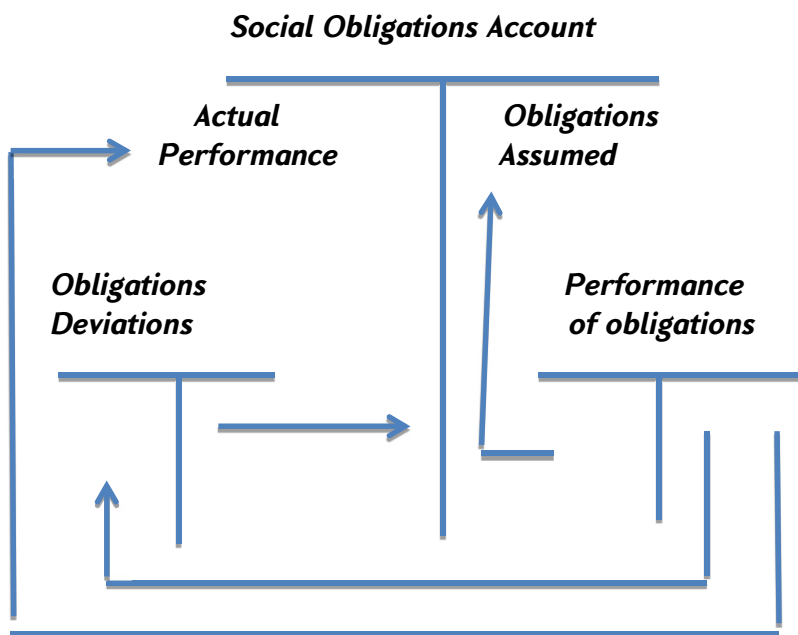 Social Obligations Account
Actual
Performance
Obligations
Assumed
Obligations
Deviations
Performance
of obligations